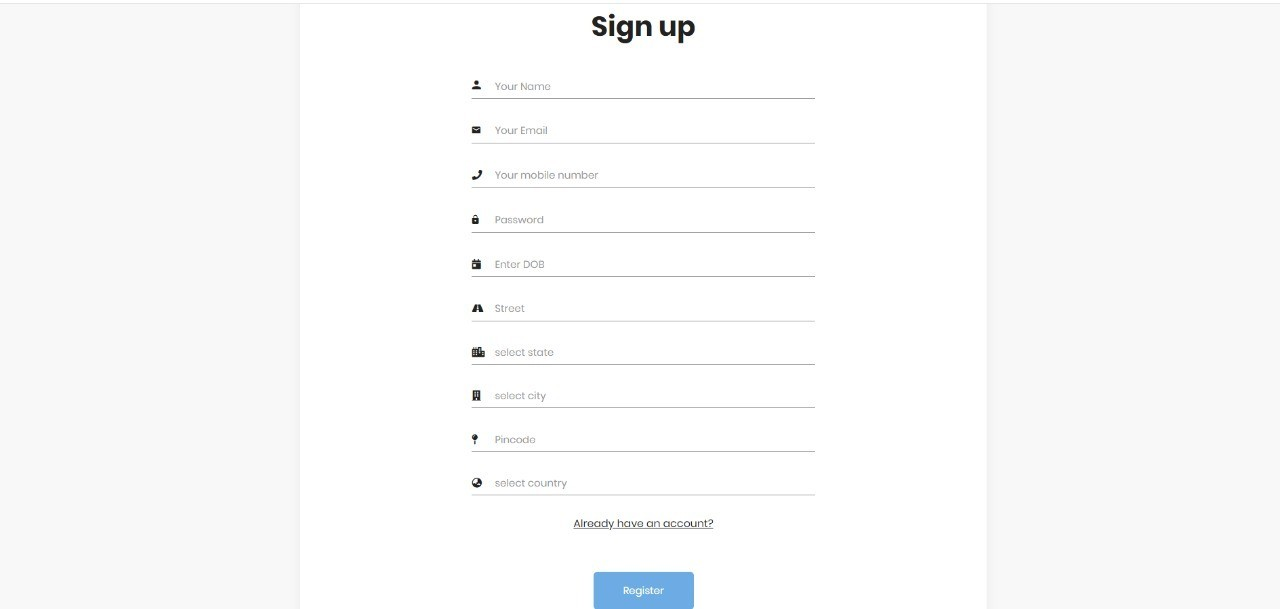 Sign up
Your Name
Your Email
Your mobile number
Password
Enter DOB
Street
select state
select city
Pincode
select country
Already have an account?
Register